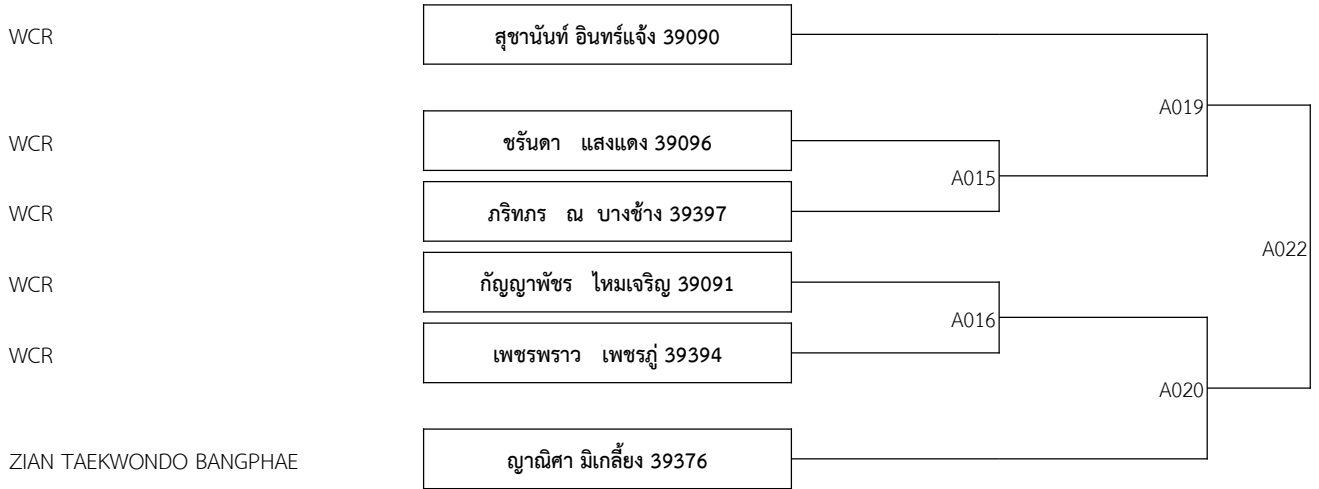 WCR
สุชานันท์ อินทร์แจ้ง 39090
A019
WCR
ชรันดา แสงแดง 39096
A015
WCR
ภริทภร ณ บางช้าง 39397
A022
WCR
กัญญาพัชร ไหมเจริญ 39091
A016
WCR
เพชรพราว เพชรภู่ 39394
A020
ZIAN TAEKWONDO BANGPHAE
ญาณิศา มิเกลี้ยง 39376